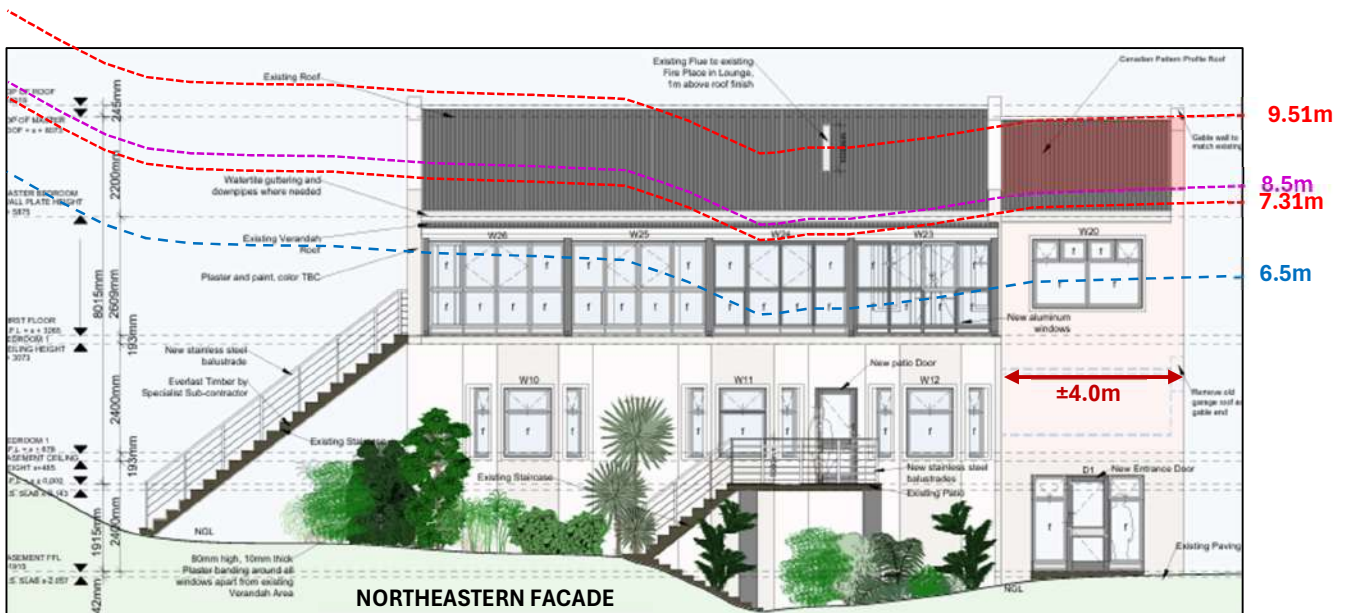 Existing Roof
Existing Flue to existing
Fire Place in Lounge,
1m above roof finish
Canadian Pattern Profile Roof
9.51m
Gable wall to
match existing
245mm
2200mm
Watertite guttering and
downpipes where needed
8.5m
7.31m
Existing Verandah
Roof
W26
W25
W24
W23
W20
Plaster and paint, color TBC
6.5m
8015mm
2609mm
New aluminum
windows
193mm
New stainless steel
balustrade
Everlast Timber by
Specialist Sub-contractor
New patio Door
W10
W11
W12
±4.0m
Remove old
gable end
2400mm
Existing Staircase
193mm
Existing Staircase
New stainless steel
balustrades
Existing Patio
D1
New Entrance Door
1915mm
2400mm
NGL
80mm high, 10mm thick
Plaster banding around all
windows apart from existing
Verandah Area
Existing Paving
NGL
42mm
NORTHEASTERN FACADE